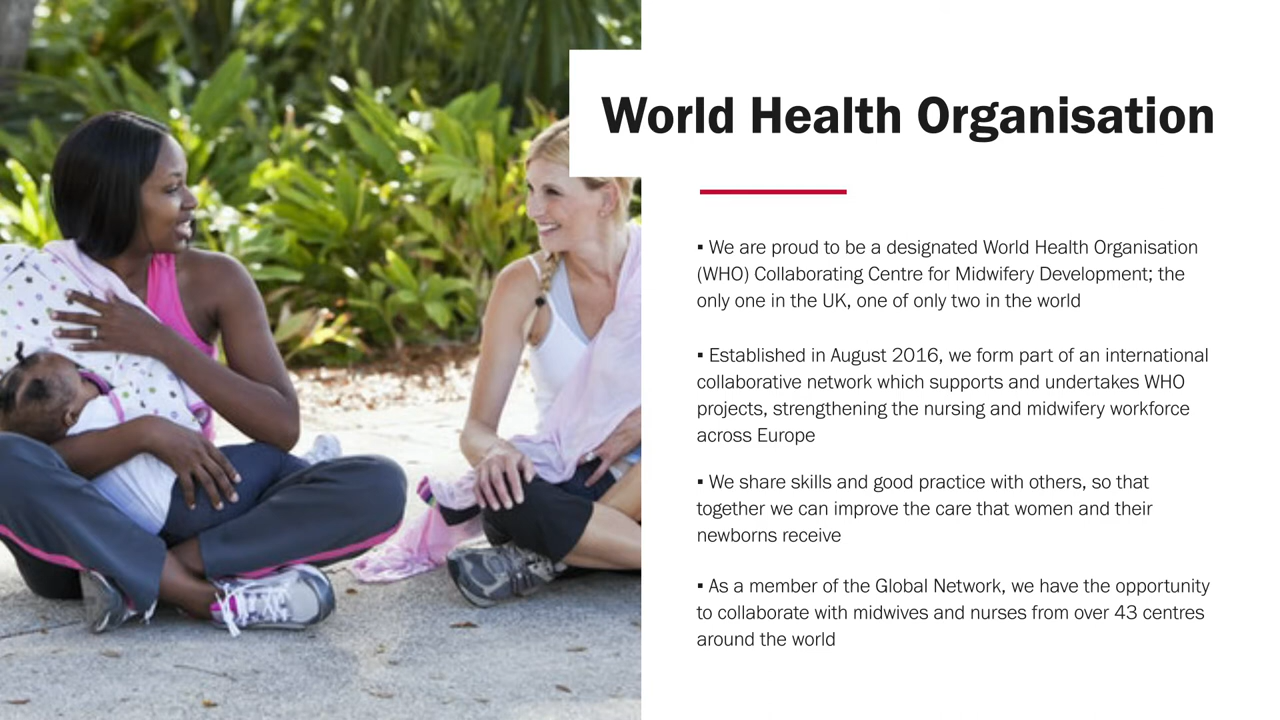 World Health Organisation
▪ We are proud to be a designated World Health Organisation
(WHO) Collaborating Centre for Midwifery Development; the
only one in the UK, one of only two in the world
▪ Established in August 2016, we form part of an international
collaborative network which supports and undertakes WHO
projects, strengthening the nursing and midwifery workforce
across Europe
▪ We share skills and good practice with others, so that
together we can improve the care that women and their
newborns receive
▪ As a member of the Global Network, we have the opportunity
to collaborate with midwives and nurses from over 43 centres
around the world